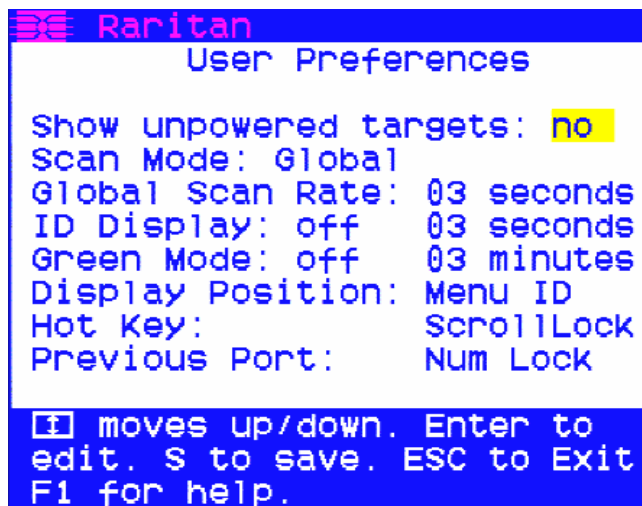 Raritan
User Preferences
Show unpowered targets: no
Scan Mode: Global
Global Scan Rate: 03 seconds
ID Display: off 03 seconds
Green Mode: off 03 minutes
Display Position: Menu ID
Hot Key: ScrollLock
Previous Port: Num Lock
↕ moves up/down. Enter to
edit. S to save. ESC to Exit
F1 for help.